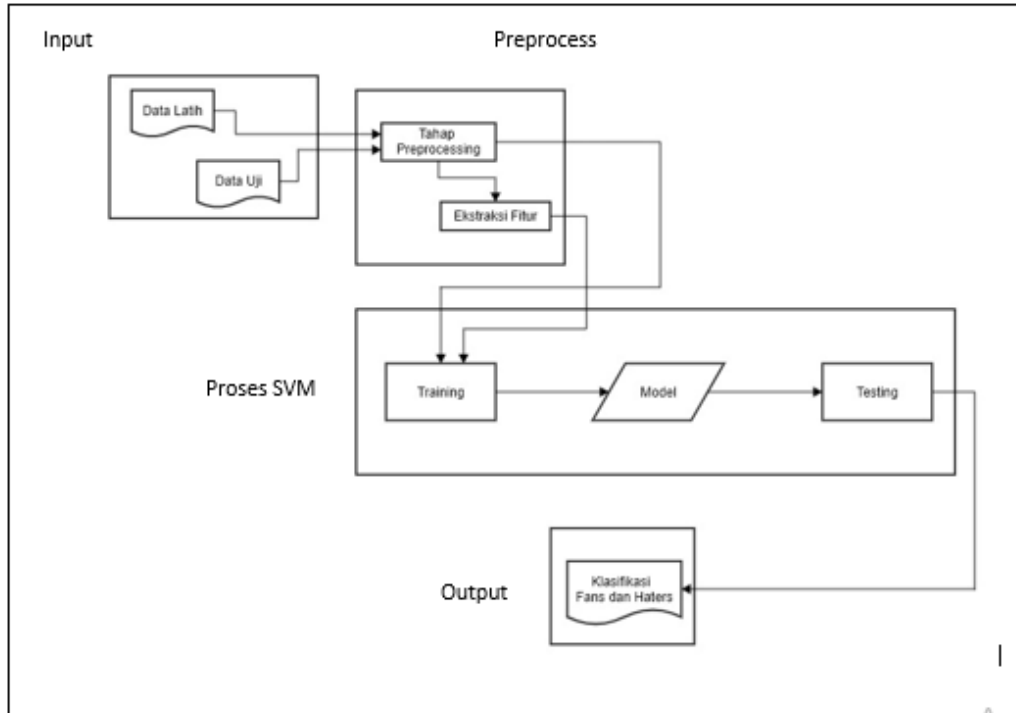 Input
Preprocess
Data Latih
Data Uji
Tahap
Preprocessing
Ekstraksi Fitur
Proses SVM
Training
Model
Testing
Output
Klasifikasi
Fans dan Haters